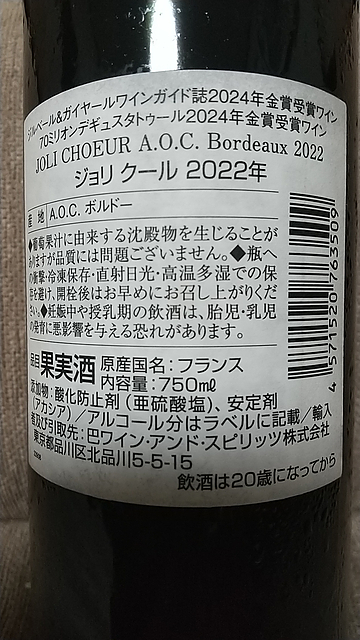 ジルベール&ガイヤールワインガイド誌2024年金賞受賞ワイン
70ミリオンデギュスタトゥール2024年金賞受賞ワイン
JOLI CHOEUR A.O.C. Bordeaux 2022
ジョリ クール 2022年
産 地 A.O.C. ボルドー
◆葡萄果汁に由来する沈殿物を生じることが
ありますが品質には問題ございません。◆瓶へ
の衝撃・冷凍保存・直射日光・高温多湿での保
管を避け、開栓後はお早めにお召し上がりくだ
さい。◆妊娠中や授乳期の飲酒は、胎児・乳児
の発育に悪影響を与える恐れがあります。
品目 果実酒 原産国名:フランス
内容量:750mℓ
添加物:酸化防止剤(亜硫酸塩)、安定剤
(アカシア)/アルコール分はラベルに記載/輸入
者及び引取先:巴ワイン・アンド・スピリッツ株式会社
東京都品川区北品川5-5-15
飲酒は20歳になってから
4 571520 763509